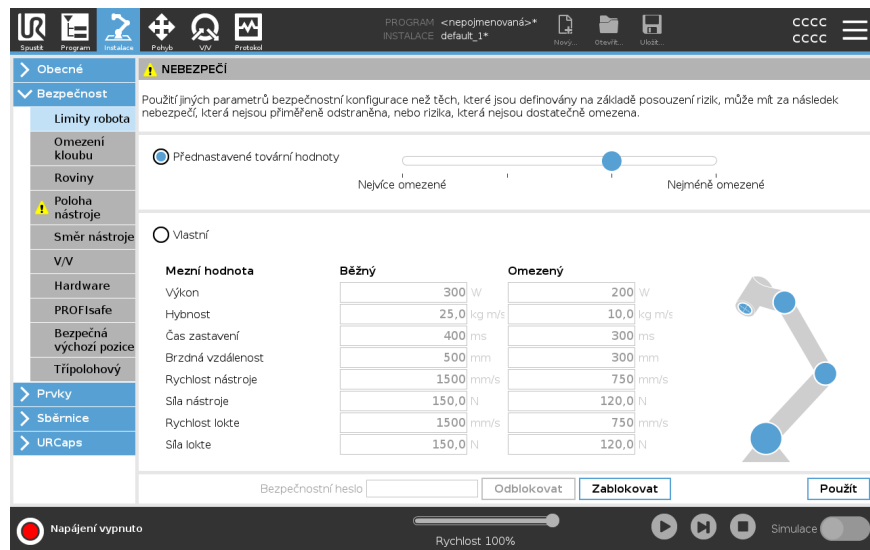 PROGRAM <nepojmenovaná>*
INSTALACE default_1*
Spustit Program Instalace Pohyb V/V Protokol Nový... Otevřít... Uložit...
cccc
cccc
Obecné
Bezpečnost
Limity robota
Omezení
kloubu
Roviny
Poloha
nástroje
Směr nástroje
V/V
Hardware
PROFIsafe
Bezpečná
výchozí pozice
Třípolohový
Prvky
Sběrnice
URCaps
NEBEZPEČÍ
Použití jiných parametrů bezpečnostní konfigurace než těch, které jsou definovány na základě posouzení rizik, může mít za následek
nebezpečí, která nejsou přiměřeně odstraněna, nebo rizika, která nejsou dostatečně omezena.
Přednastavené tovární hodnoty
Nejvíce omezené Nejméně omezené
Vlastní
Mezní hodnota Běžný Omezený
Výkon 300 W 200 W
Hybnost 25,0 kg m/s 10,0 kg m/s
Čas zastavení 400 ms 300 ms
Brzdná vzdálenost 500 mm 300 mm
Rychlost nástroje 1500 mm/s 750 mm/s
Síla nástroje 150,0 N 120,0 N
Rychlost lokte 1500 mm/s 750 mm/s
Síla lokte 150,0 N 120,0 N
Bezpečnostní heslo Odblokovat Zablokovat Použít
Napájení vypnuto Rychlost 100% Simulace